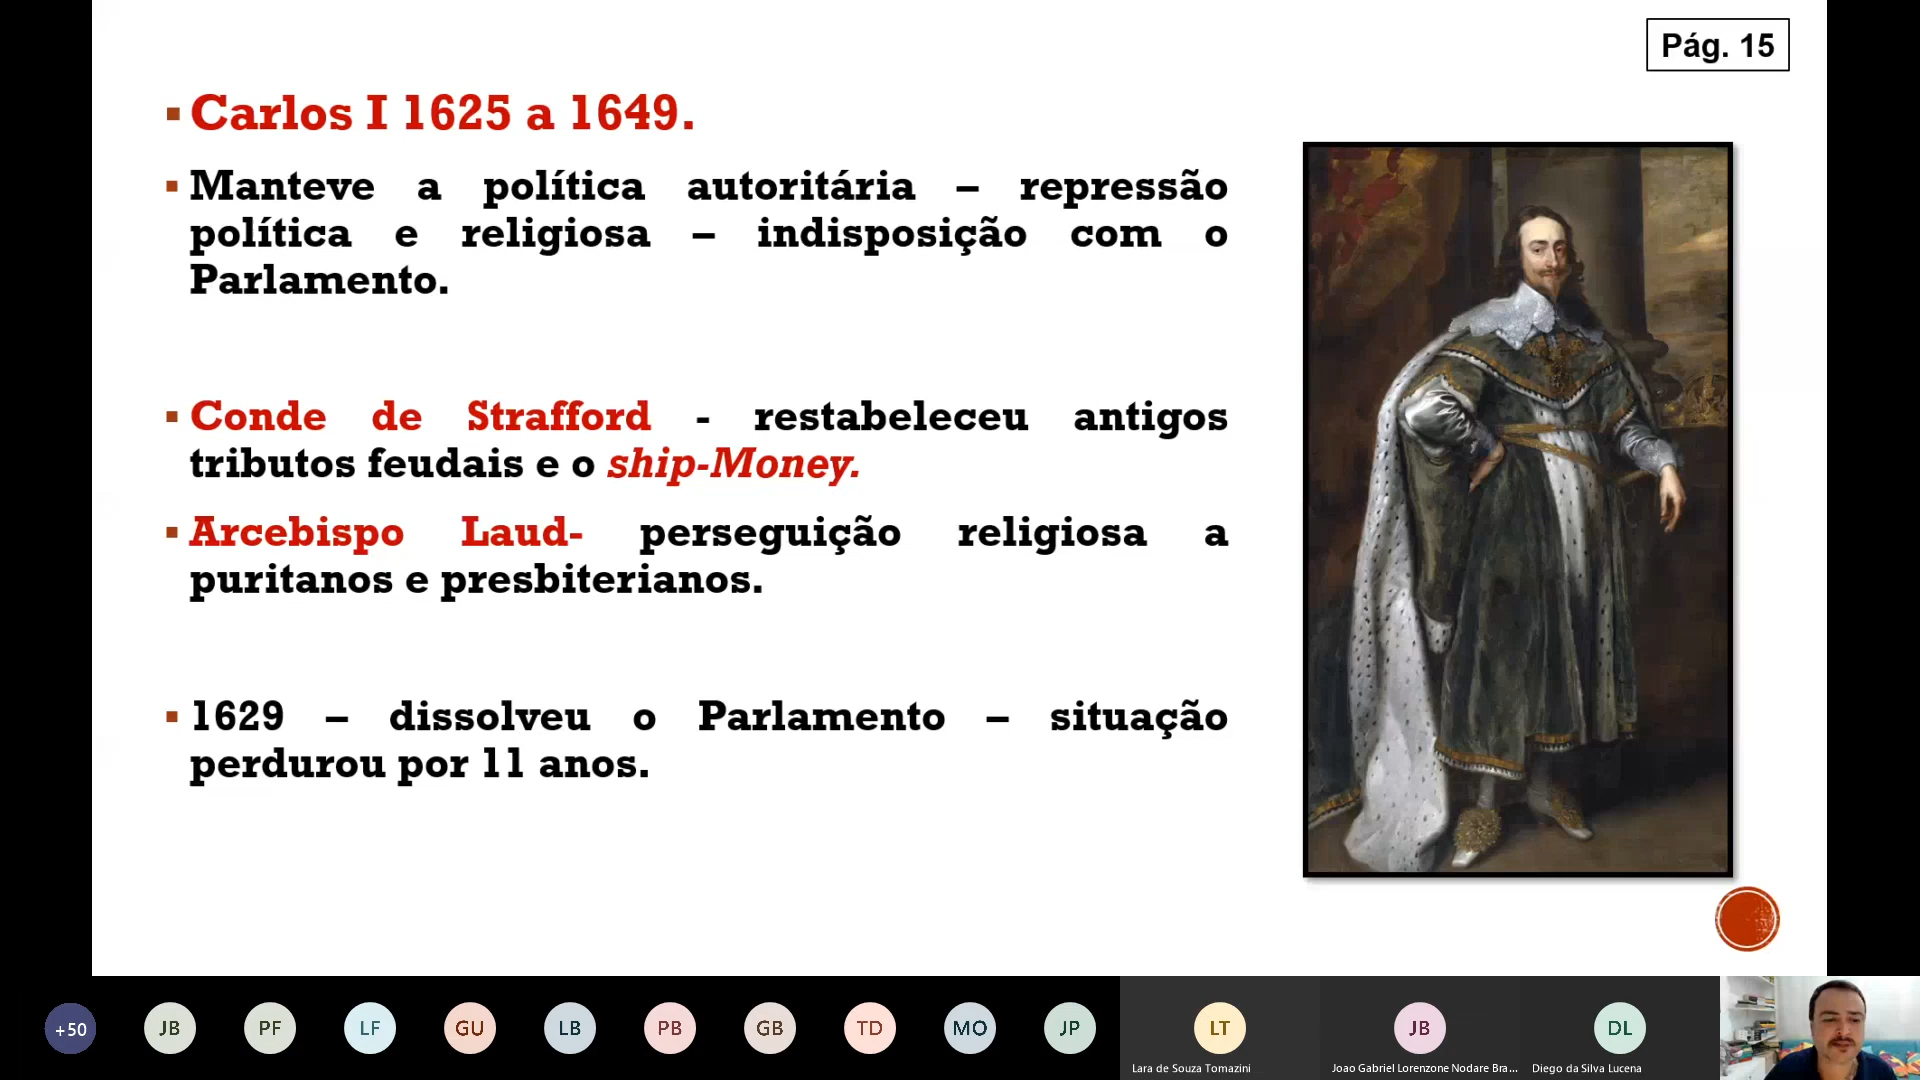 Pág. 15
Carlos I 1625 a 1649.
Manteve a política autoritária – repressão
política e religiosa – indisposição com o
Parlamento.
Conde de Strafford - restabeleceu antigos
tributos feudais e o ship-Money.
Arcebispo Laud- perseguição religiosa a
puritanos e presbiterianos.
1629 – dissolveu o Parlamento – situação
perdurou por 11 anos.
+50
JB
PF
LF
GU
LB
PB
GB
TD
MO
JP
LT
JB
DL
Lara de Souza Tomazini
Joao Gabriel Lorenzone Nodare Bra...
Diego da Silva Lucena